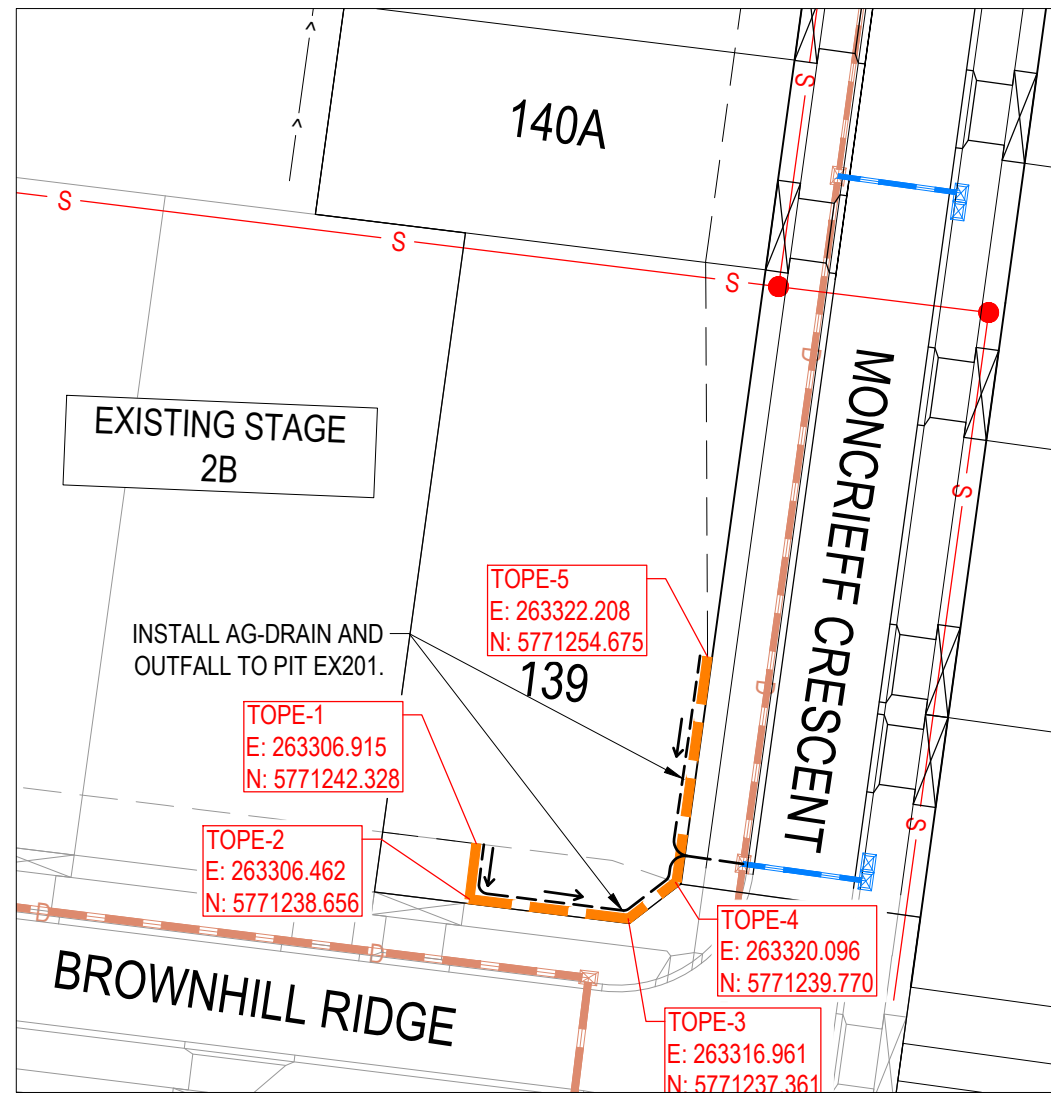 140A
S
S
S
S
D
MONCRIEFF CRESCENT
EXISTING STAGE
2B
S
TOPE-5
E: 263322.208
N: 5771254.675
INSTALL AG-DRAIN AND
OUTFALL TO PIT EX201.
139
D
TOPE-1
E: 263306.915
N: 5771242.328
S
TOPE-2
E: 263306.462
N: 5771238.656
D
D
TOPE-4
E: 263320.096
N: 5771239.770
BROWNHILL RIDGE
TOPE-3
E: 263316.961
N: 5771237.361